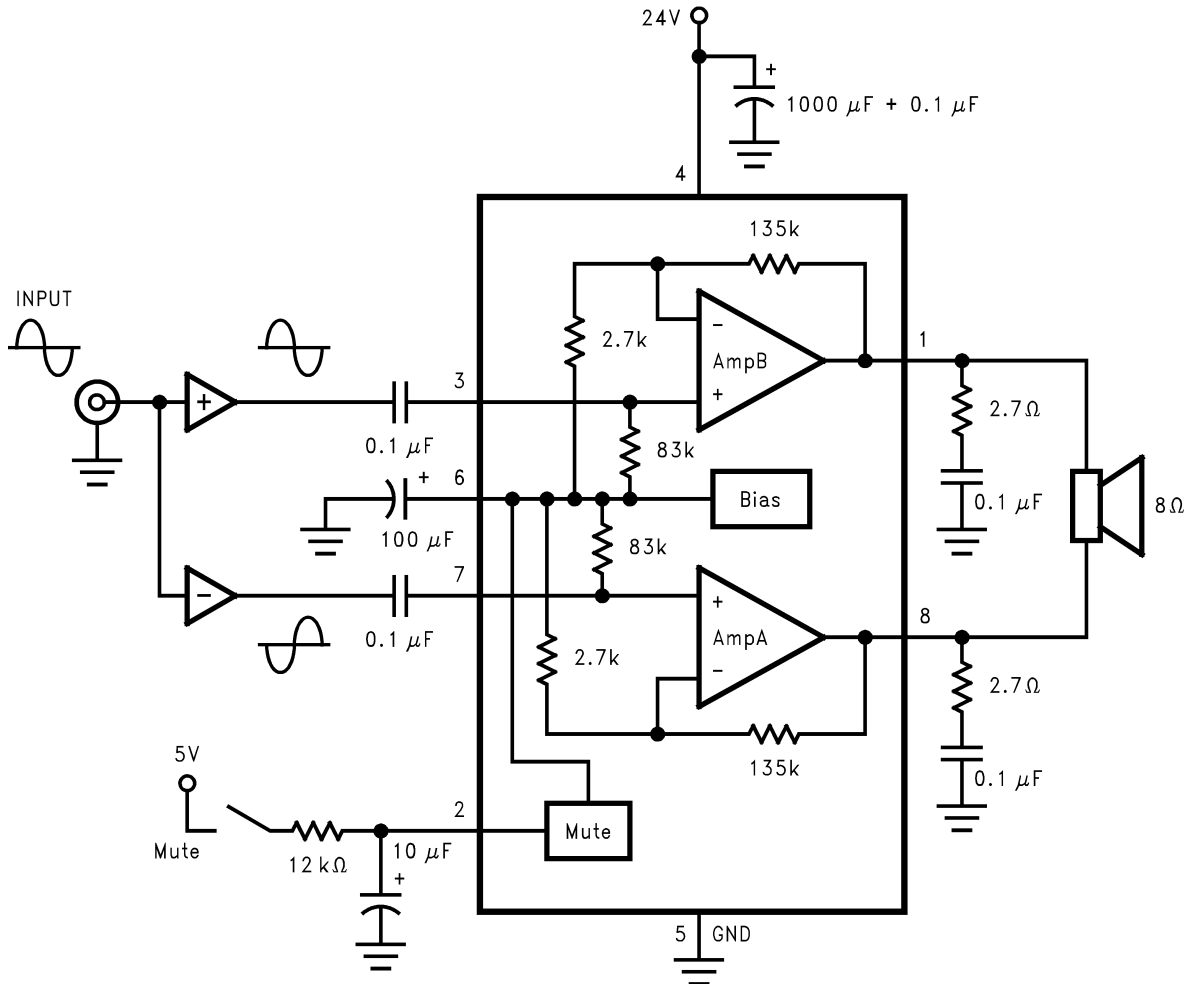 24V
+
1000 μF + 0.1 μF
4
135k
INPUT
2.7k
-
AmpB
+
1
+
3
0.1 μF
83k
2.7Ω
+
6
100 μF
Bias
0.1 μF
8Ω
83k
7
-
0.1 μF
+
AmpA
-
8
2.7k
2.7Ω
135k
0.1 μF
5V
Mute
12kΩ
2
10 μF
+
Mute
5 GND